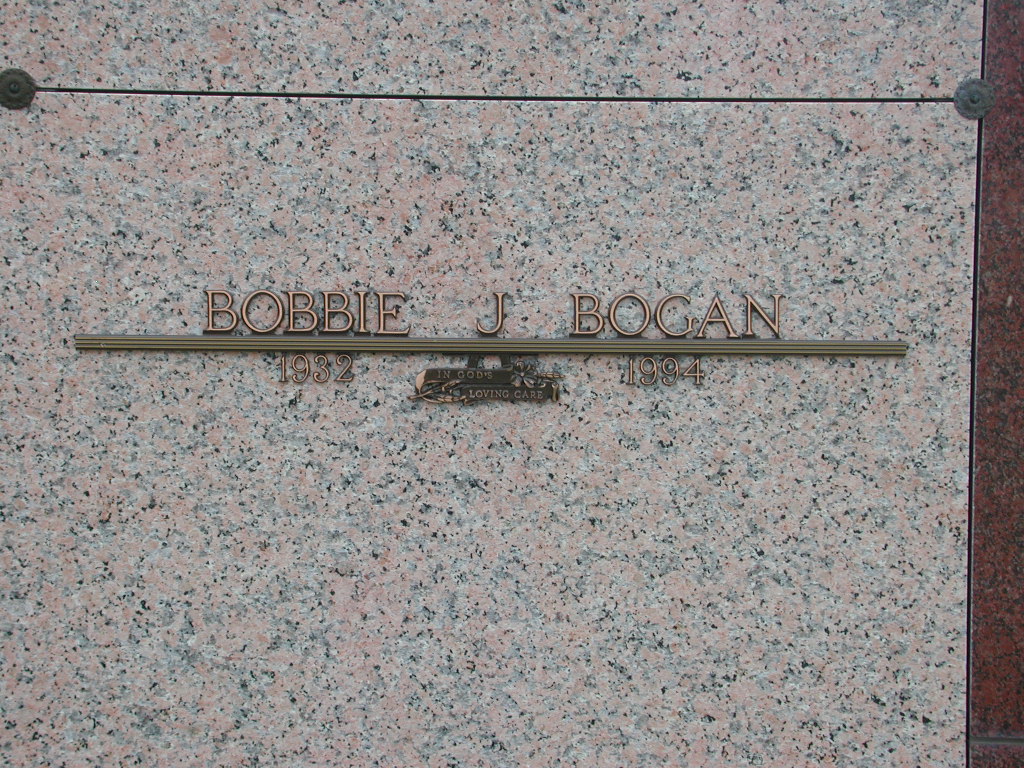 BOBBIE J BOGAN
1932 1994
IN GOD'S
LOVING CARE